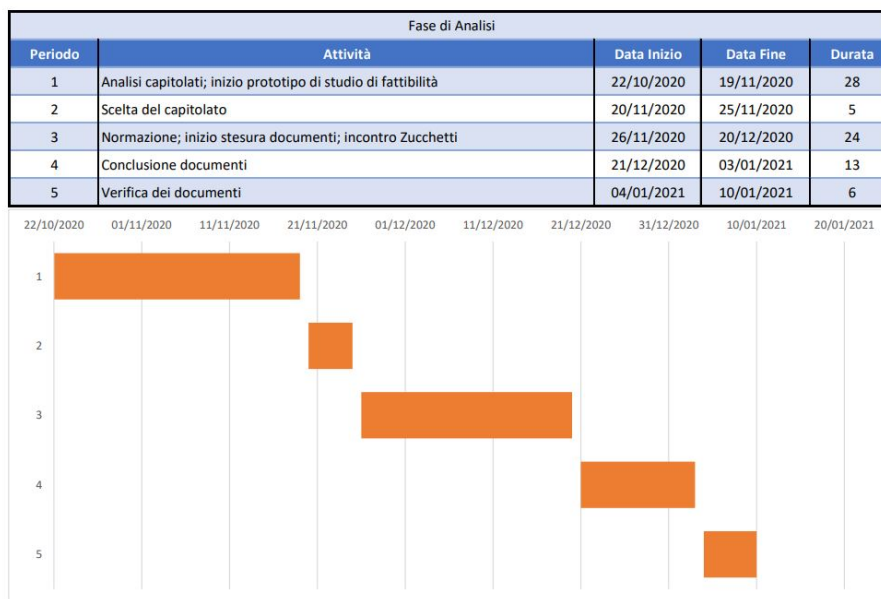 Fase di Analisi
Periodo Attività Data Inizio Data Fine Durata
1 Analisi capitolati; inizio prototipo di studio di fattibilità 22/10/2020 19/11/2020 28
2 Scelta del capitolato 20/11/2020 25/11/2020 5
3 Normazione; inizio stesura documenti; incontro Zucchetti 26/11/2020 20/12/2020 24
4 Conclusione documenti 21/12/2020 03/01/2021 13
5 Verifica dei documenti 04/01/2021 10/01/2021 6
22/10/2020 01/11/2020 11/11/2020 21/11/2020 01/12/2020 11/12/2020 21/12/2020 31/12/2020 10/01/2021 20/01/2021
1
2
3
4
5